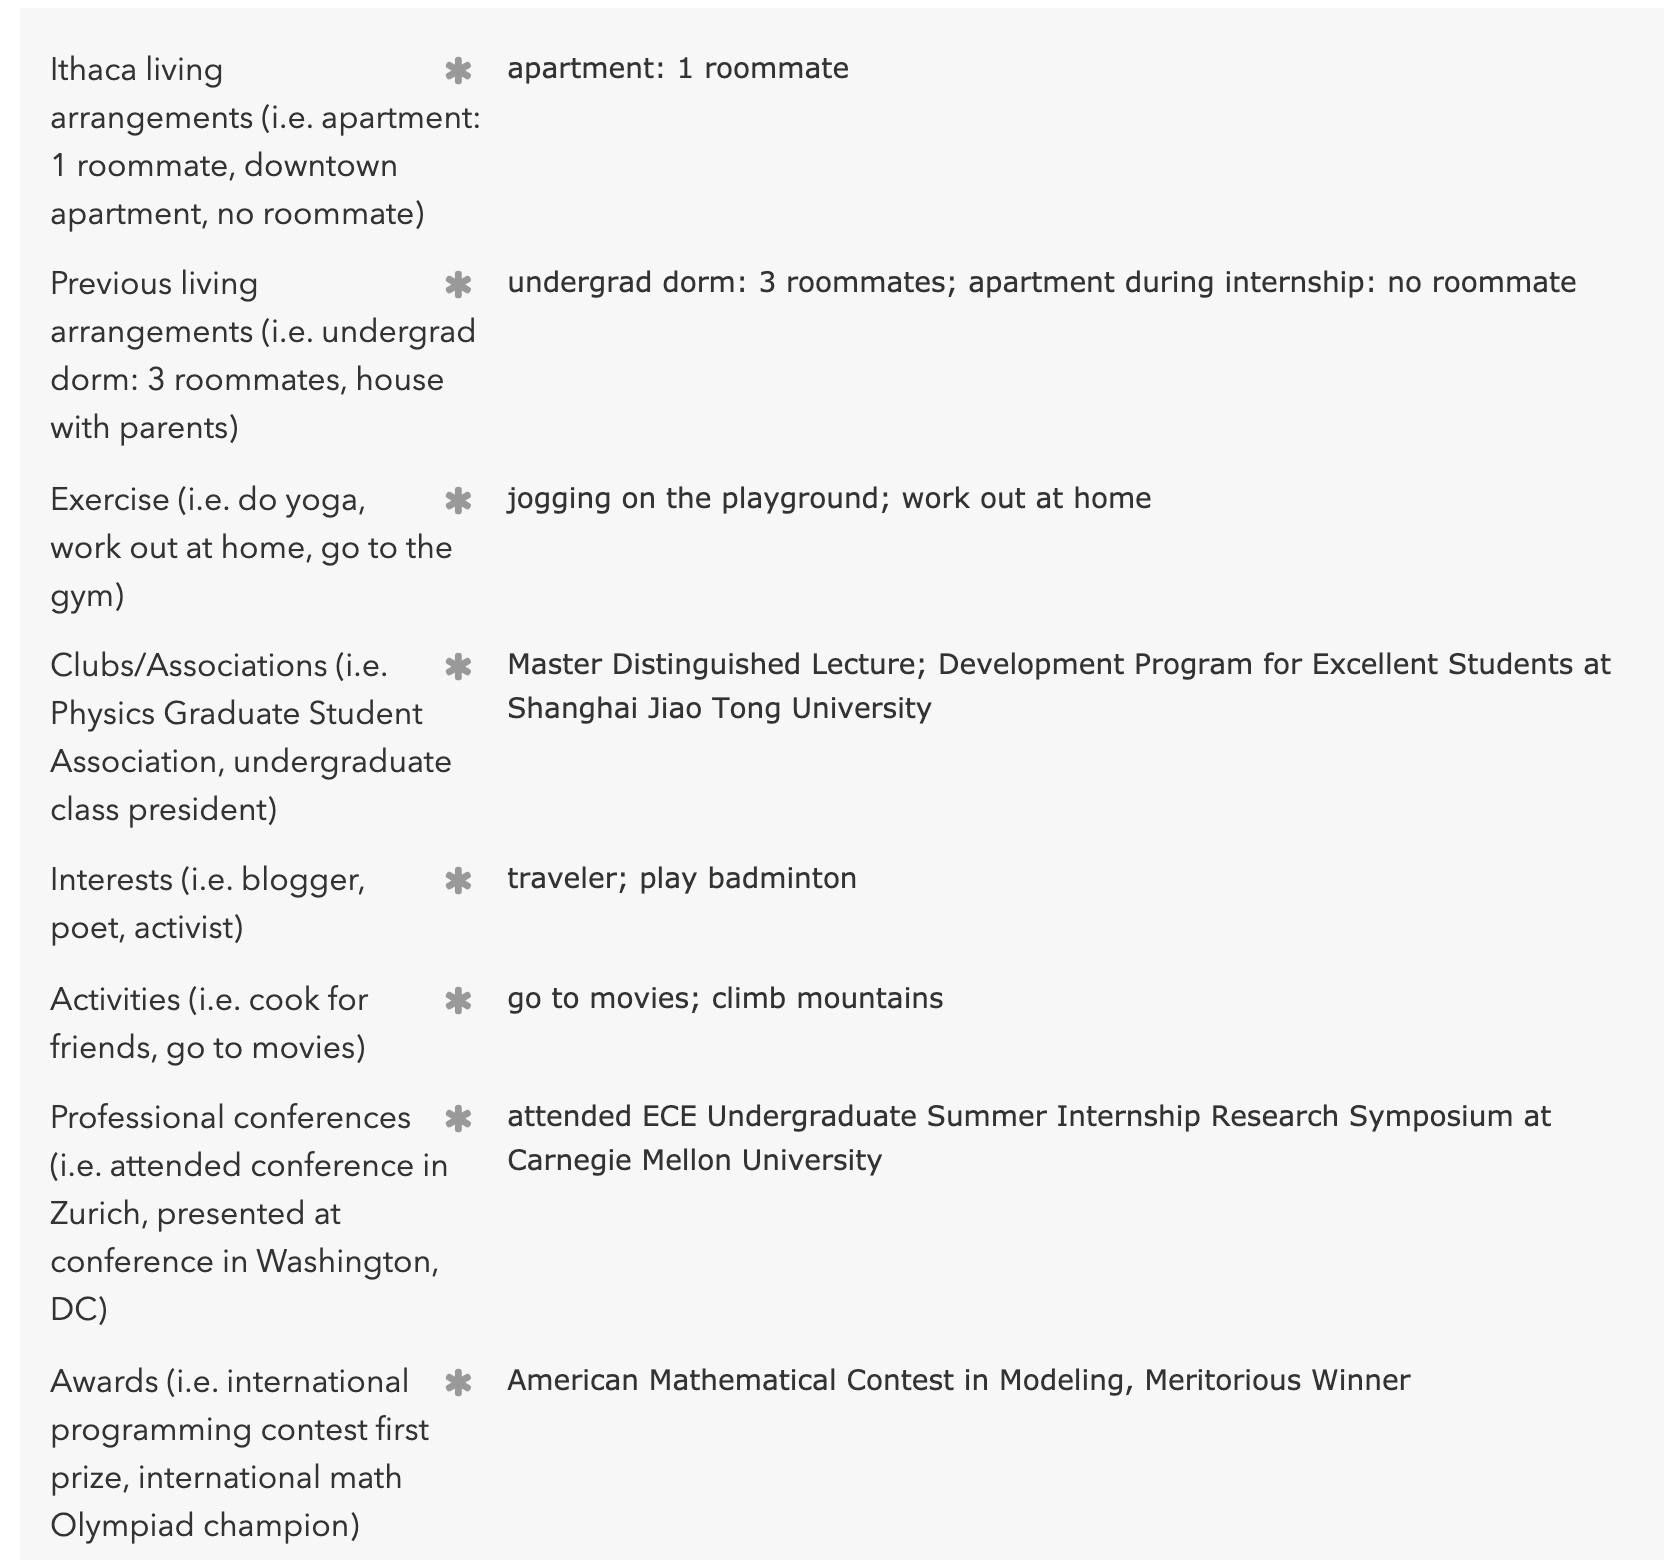 Ithaca living ✱ apartment: 1 roommate
arrangements (i.e. apartment:
1 roommate, downtown
apartment, no roommate)
Previous living ✱ undergrad dorm: 3 roommates; apartment during internship: no roommate
arrangements (i.e. undergrad
dorm: 3 roommates, house
with parents)
Exercise (i.e. do yoga, ✱ jogging on the playground; work out at home
work out at home, go to the
gym)
Clubs/Associations (i.e. ✱ Master Distinguished Lecture; Development Program for Excellent Students at
Physics Graduate Student Shanghai Jiao Tong University
Association, undergraduate
class president)
Interests (i.e. blogger, ✱ traveler; play badminton
poet, activist)
Activities (i.e. cook for ✱ go to movies; climb mountains
friends, go to movies)
Professional conferences ✱ attended ECE Undergraduate Summer Internship Research Symposium at
(i.e. attended conference in Carnegie Mellon University
Zurich, presented at
conference in Washington,
DC)
Awards (i.e. international ✱ American Mathematical Contest in Modeling, Meritorious Winner
programming contest first
prize, international math
Olympiad champion)